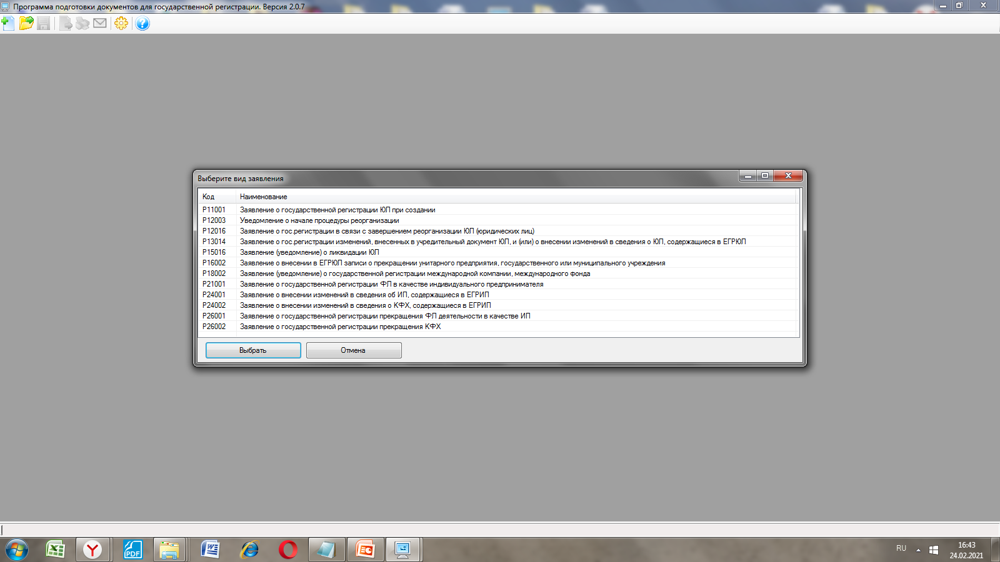 Программа подготовки документов для государственной регистрации. Версия 2.0.7
Выберите вид заявления
Код Наименование
Р11001 Заявление о государственной регистрации ЮЛ при создании
Р12003 Уведомление о начале процедуры реорганизации
Р12016 Заявление о гос.регистрации в связи с завершением реорганизации ЮЛ (юридических лиц)
Р13014 Заявление о гос.регистрации изменений, внесенных в учредительный документ ЮЛ, и (или) о внесении изменений в сведения о ЮЛ, содержащиеся в ЕГРЮЛ
Р15016 Заявление (уведомление) о ликвидации ЮЛ
Р16002 Заявление о внесении в ЕГРЮЛ записи о прекращении унитарного предприятия, государственного или муниципального учреждения
Р18002 Заявление (уведомление) о государственной регистрации международной компании, международного фонда
Р21001 Заявление о государственной регистрации ФЛ в качестве индивидуального предпринимателя
Р24001 Заявление о внесении изменений в сведения об ИП, содержащиеся в ЕГРИП
Р24002 Заявление о внесении изменений в сведения о КФХ, содержащиеся в ЕГРИП
Р26001 Заявление о государственной регистрации прекращения ФЛ деятельности в качестве ИП
Р26002 Заявление о государственной регистрации прекращения КФХ
Выбрать Отмена
PDF
RU
16:43
24.02.2021